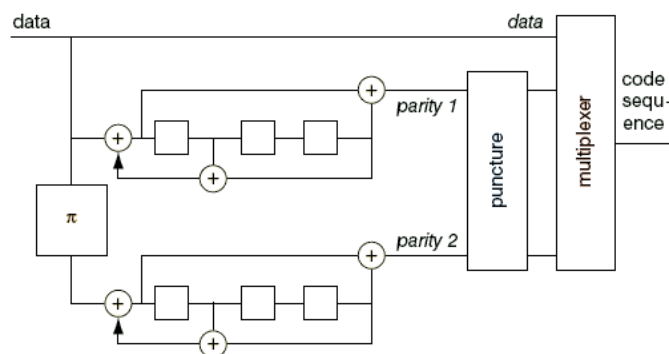 data
data
parity 1
code
sequ-
ence
puncture
multiplexer
π
parity 2